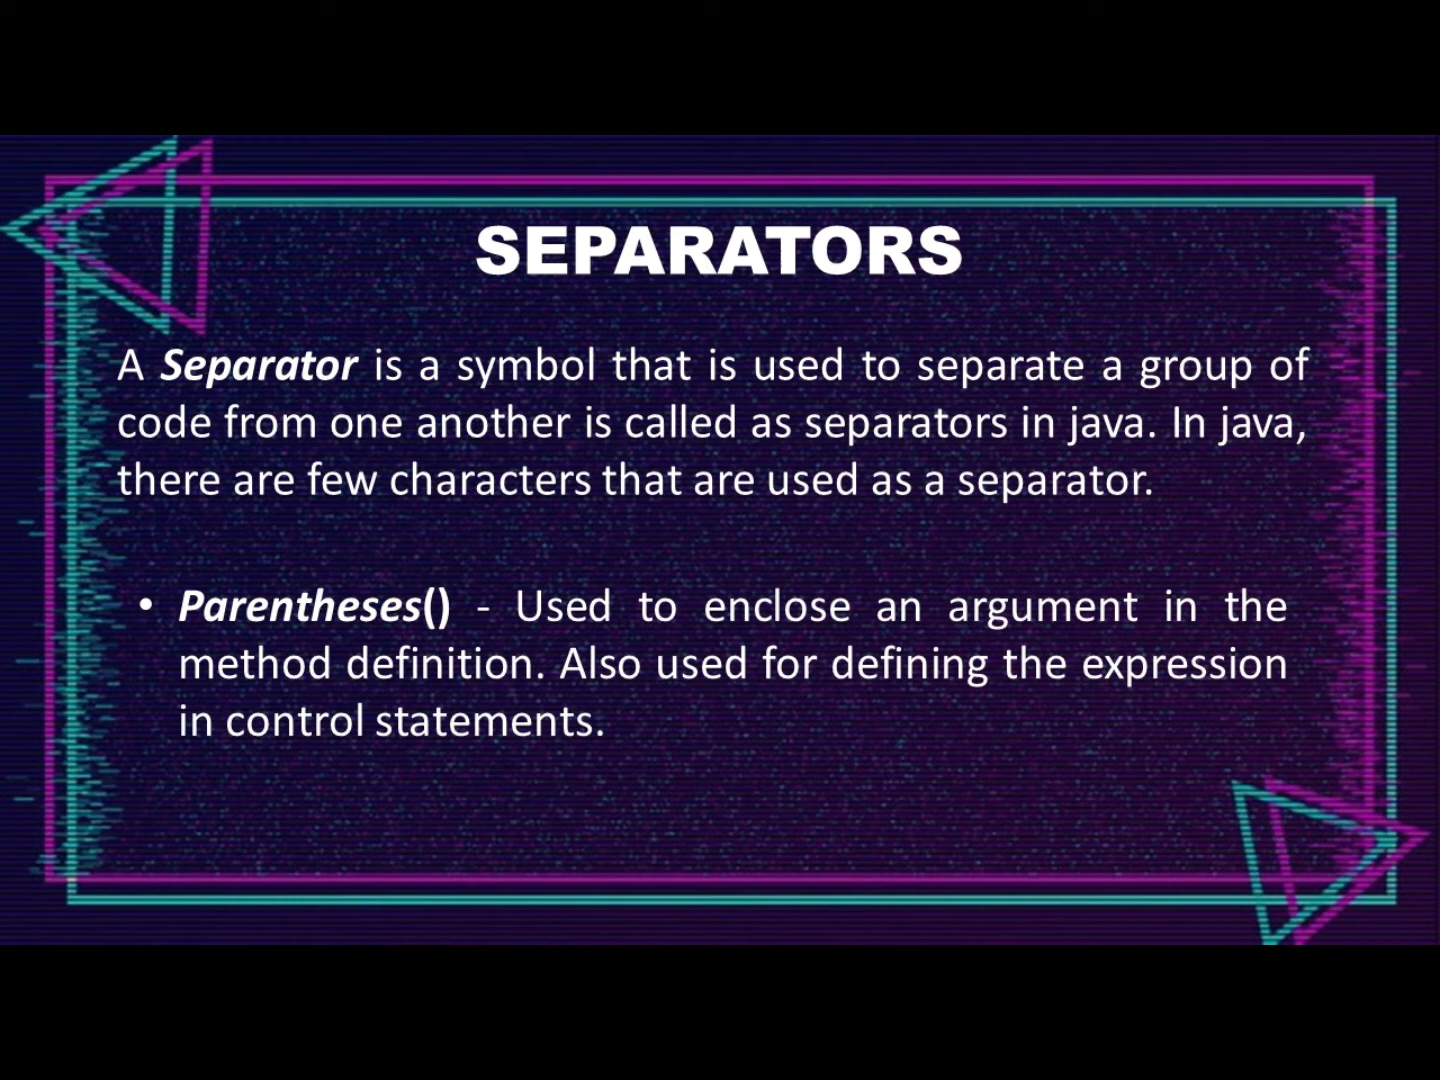 SEPARATORS
A Separator is a symbol that is used to separate a group of
code from one another is called as separators in java. In java,
there are few characters that are used as a separator.
• Parentheses() - Used to enclose an argument in the
method definition. Also used for defining the expression
in control statements.